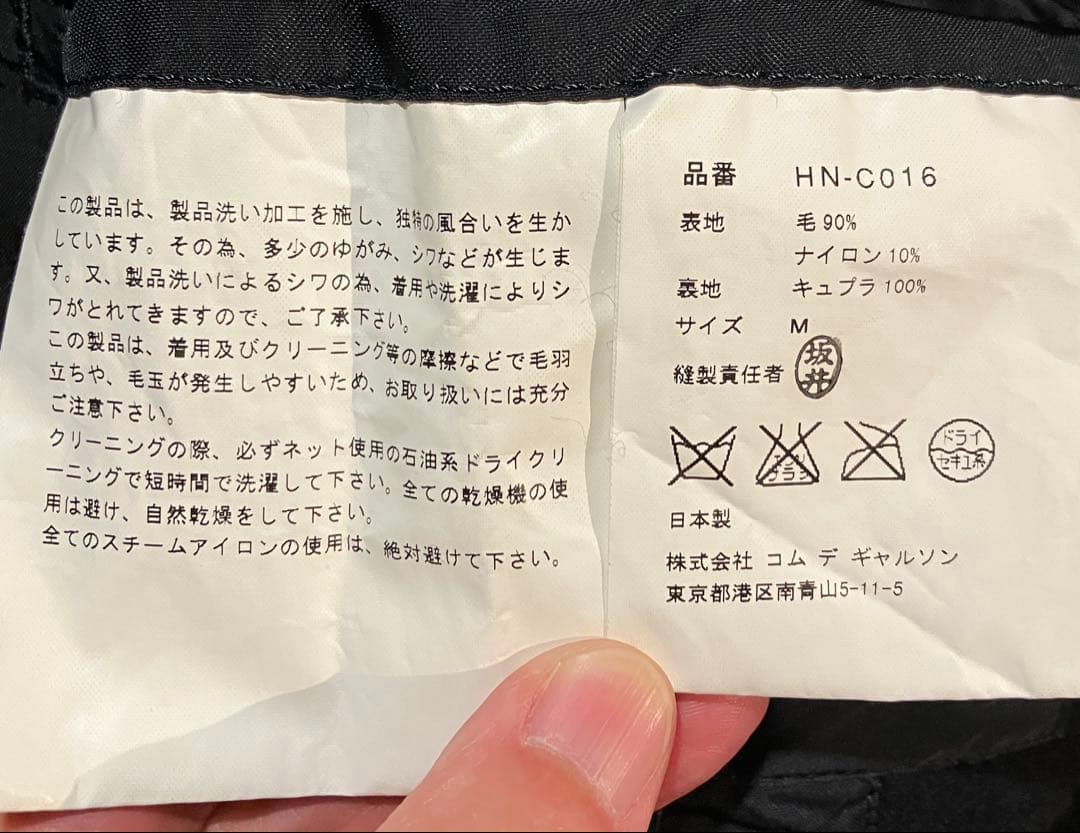 この製品は、製品洗い加工を施し、独特の風合いを生か
しています。その為、多少のゆがみ、シワなどが生じま
す。又、製品洗いによるシワの為、着用や洗濯によりシ
ワがとれてきますので、ご了承下さい。
この製品は、着用及びクリーニング等の摩擦などで毛羽
立ちや、毛玉が発生しやすいため、お取り扱いには充分
ご注意下さい。
クリーニングの際、必ずネット使用の石油系ドライクリ
ーニングで短時間で洗濯して下さい。全ての乾燥機の使
用は避け、自然乾燥をして下さい。
全てのスチームアイロンの使用は、絶対避けて下さい。
品番 HN-C016
表地 毛90%
ナイロン10%
裏地 キュプラ100%
サイズ M
縫製責任者 坂井
エンソ
サラシ
ドライ
セキユ系
日本製
株式会社 コム デ ギャルソン
東京都港区南青山5-11-5